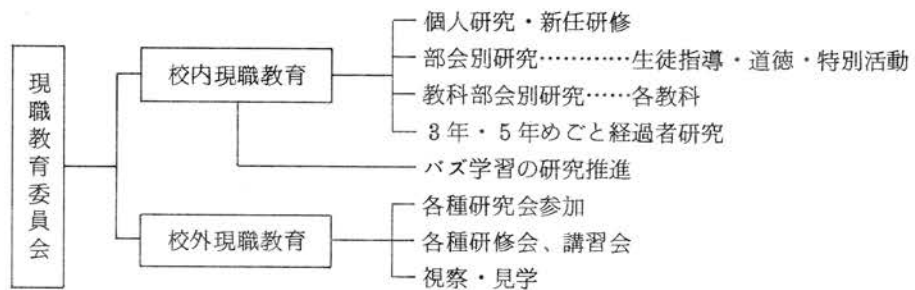 現職教育委員会
校内現職教育
個人研究・新任研修
部会別研究…………生徒指導・道徳・特別活動
教科部会別研究……各教科
3年・5年めごと経過者研究
バズ学習の研究推進
校外現職教育
各種研究会参加
各種研修会、講習会
視察・見学